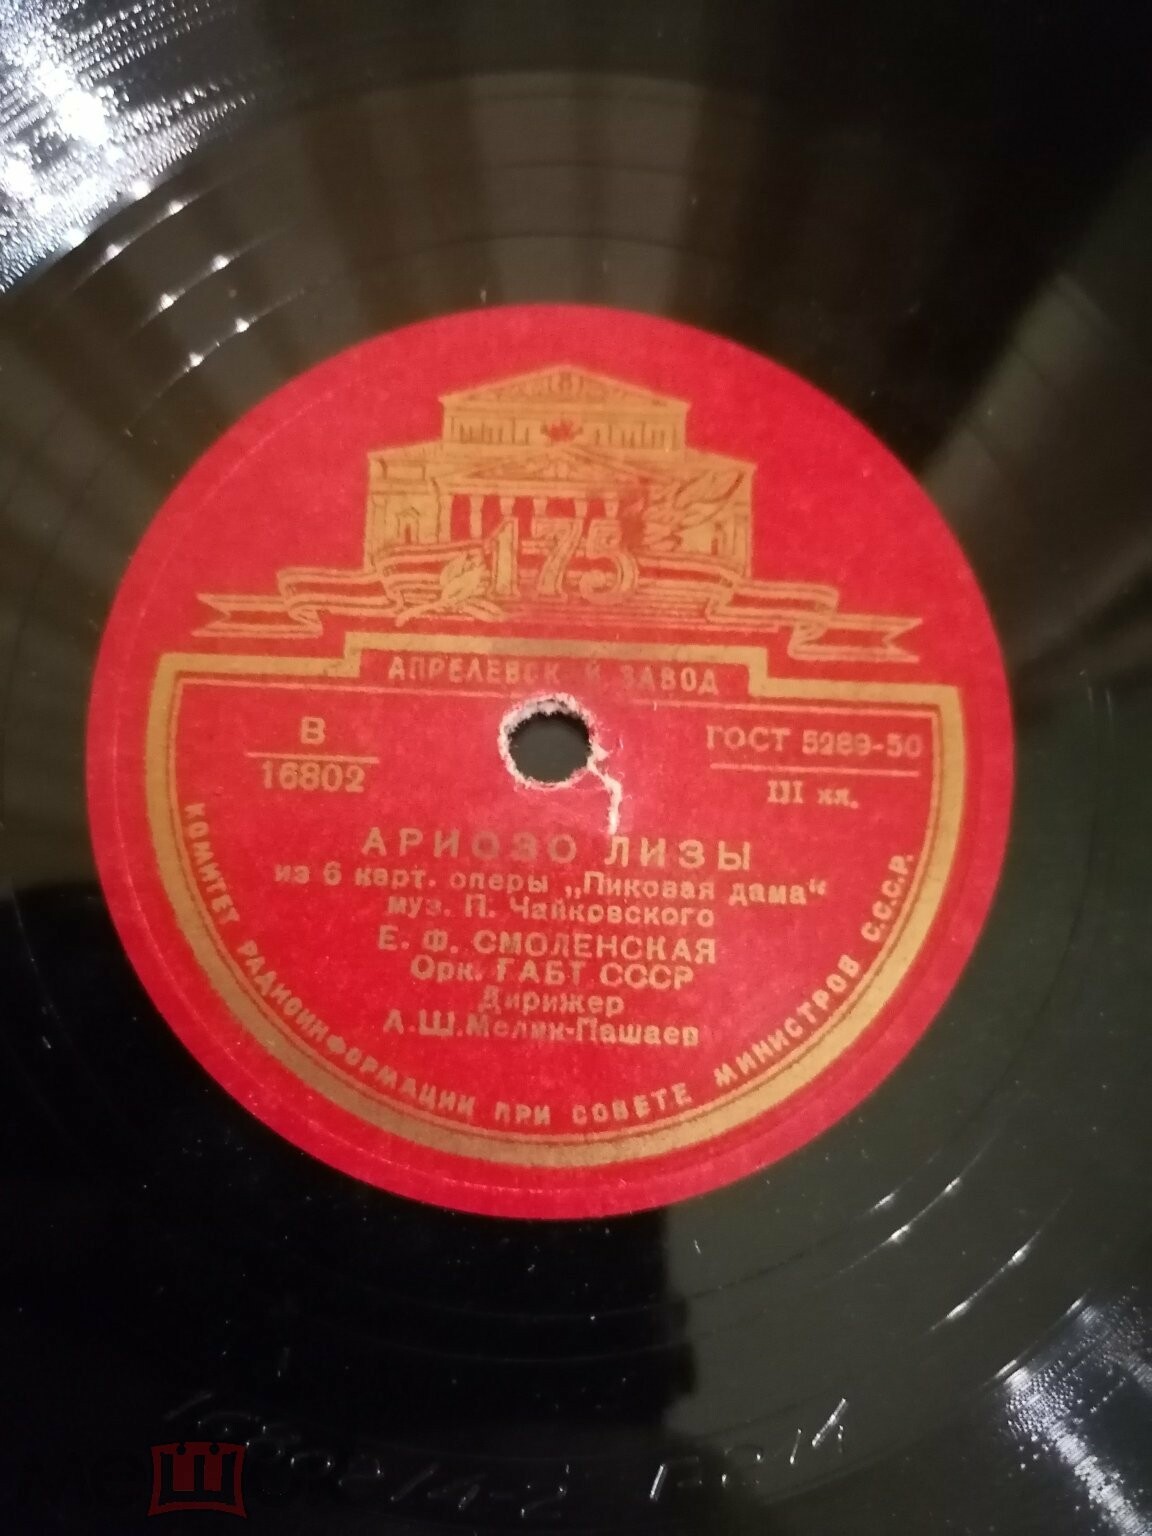 175
АПРЕЛЕВСК Й ЗАВОД
В
16802
ГОСТ 5289-50
III кл.
АРИОЗО ЛИЗЫ
из 6 карт. оперы „Пиковая дама“
муз. П. Чайковского
Е. Ф. СМОЛЕНСКАЯ
Орк. ГАБТ СССР
Дирижер
А.Ш.Мелик-Пашаев
КОМИТЕТ РАДИОИНФОРМАЦИИ ПРИ СОВЕТЕ МИНИСТРОВ С.С.С.Р.